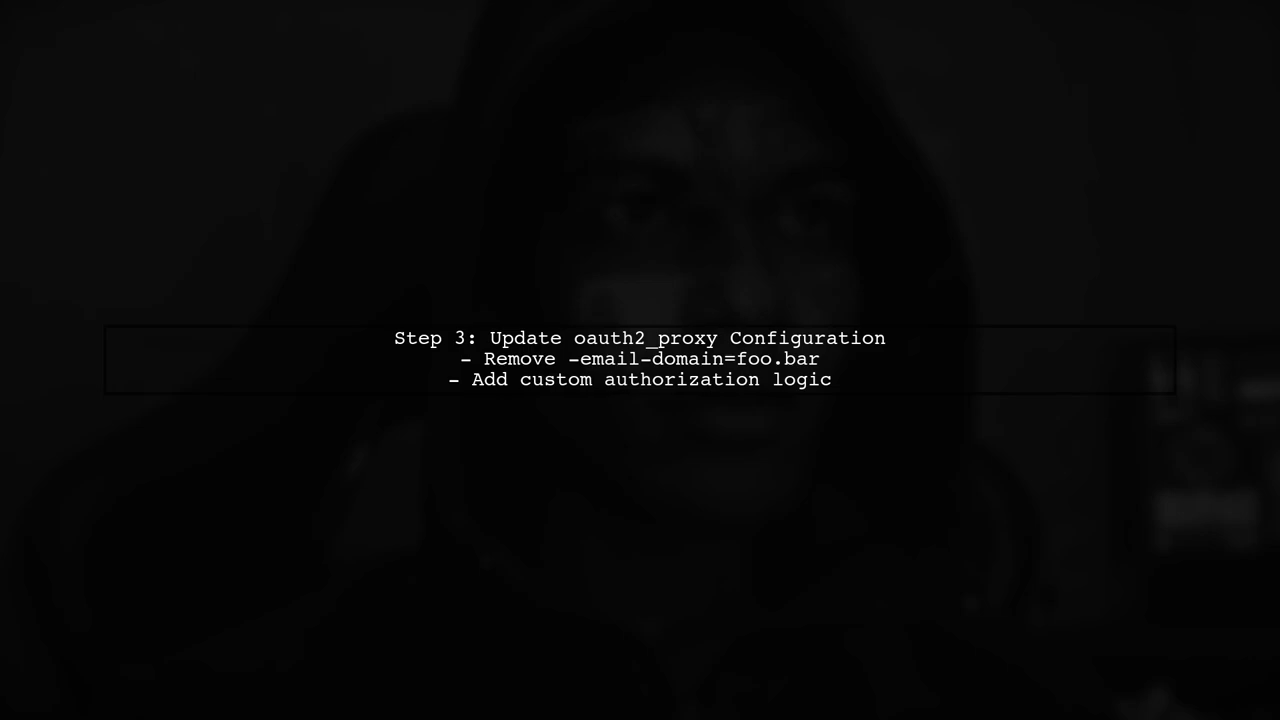 Step 3: Update oauth2_proxy Configuration
- Remove -email-domain=foo.bar
- Add custom authorization logic